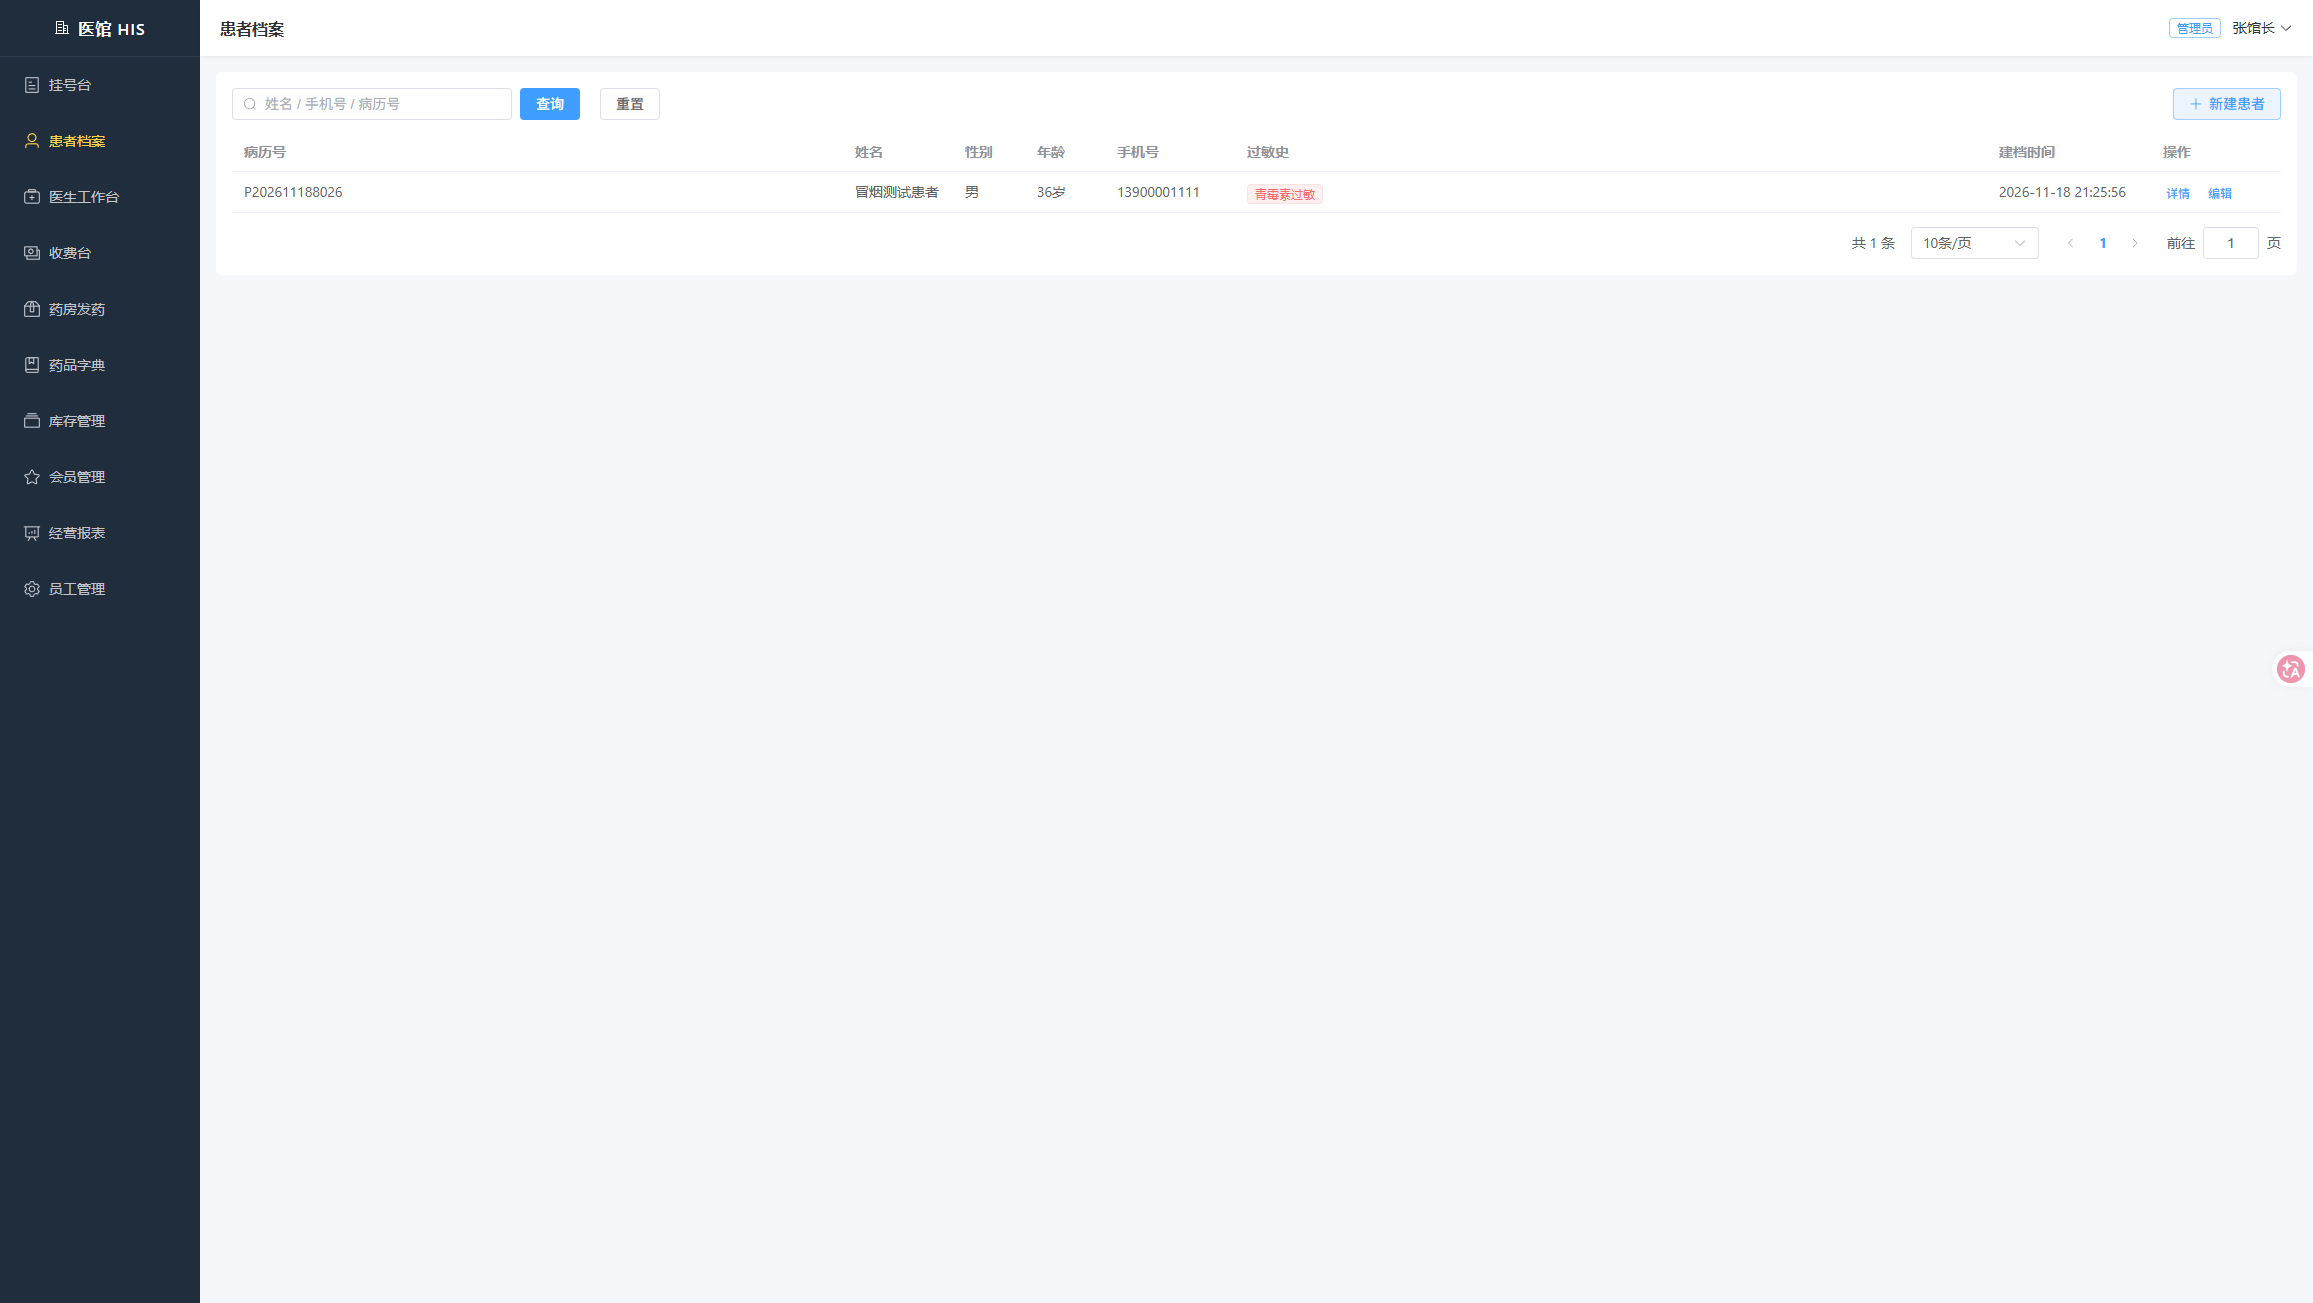 医馆 HIS
挂号台
患者档案
医生工作台
收费台
药房发药
药品字典
库存管理
会员管理
经营报表
员工管理
患者档案
管理员 张馆长
姓名 / 手机号 / 病历号 查询 重置 新建患者
病历号 姓名 性别 年龄 手机号 过敏史 建档时间 操作
P202611188026 冒烟测试患者 男 36岁 13900001111 青霉素过敏 2026-11-18 21:25:56 详情 编辑
共 1 条 10条/页 1 前往 1 页